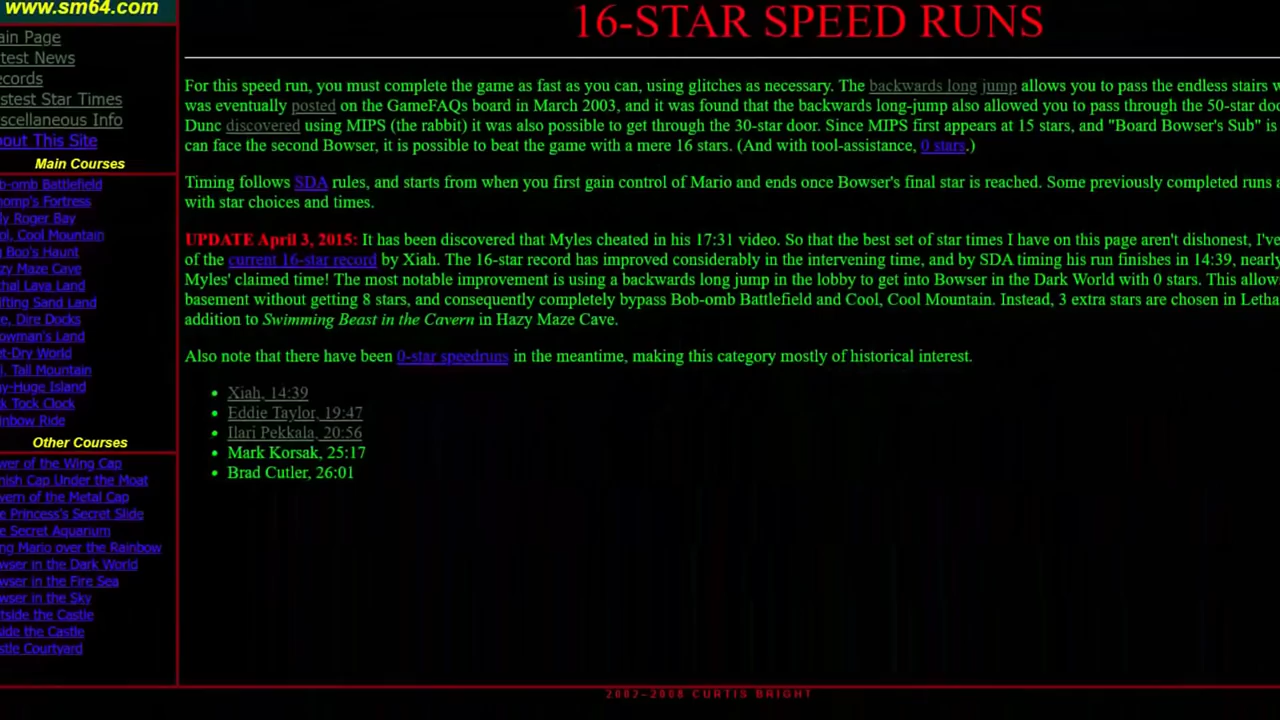 www.sm64.com
16-STAR SPEED RUNS
ain Page
test News
ecords
stest Star Times
iscellaneous Info
bout This Site
Main Courses
b-omb Battlefield
homp's Fortress
lly Roger Bay
ol, Cool Mountain
g Boo's Haunt
zy Maze Cave
thal Lava Land
ifting Sand Land
e, Dire Docks
owman's Land
et-Dry World
l, Tall Mountain
ny-Huge Island
ck Tock Clock
inbow Ride
Other Courses
wer of the Wing Cap
nish Cap Under the Moat
vern of the Metal Cap
e Princess's Secret Slide
e Secret Aquarium
ng Mario over the Rainbow
wser in the Dark World
wser in the Fire Sea
wser in the Sky
tside the Castle
side the Castle
stle Courtyard
For this speed run, you must complete the game as fast as you can, using glitches as necessary. The backwards long jump allows you to pass the endless stairs w
was eventually posted on the GameFAQs board in March 2003, and it was found that the backwards long-jump also allowed you to pass through the 50-star doo
Dunc discovered using MIPS (the rabbit) it was also possible to get through the 30-star door. Since MIPS first appears at 15 stars, and "Board Bowser's Sub" is
can face the second Bowser, it is possible to beat the game with a mere 16 stars. (And with tool-assistance, 0 stars.)
Timing follows SDA rules, and starts from when you first gain control of Mario and ends once Bowser's final star is reached. Some previously completed runs a
with star choices and times.
UPDATE April 3, 2015: It has been discovered that Myles cheated in his 17:31 video. So that the best set of star times I have on this page aren't dishonest, I've
of the current 16-star record by Xiah. The 16-star record has improved considerably in the intervening time, and by SDA timing his run finishes in 14:39, nearly
Myles' claimed time! The most notable improvement is using a backwards long jump in the lobby to get into Bowser in the Dark World with 0 stars. This allow
basement without getting 8 stars, and consequently completely bypass Bob-omb Battlefield and Cool, Cool Mountain. Instead, 3 extra stars are chosen in Letha
addition to Swimming Beast in the Cavern in Hazy Maze Cave.
Also note that there have been 0-star speedruns in the meantime, making this category mostly of historical interest.
• Xiah, 14:39
• Eddie Taylor, 19:47
• Ilari Pekkala, 20:56
• Mark Korsak, 25:17
• Brad Cutler, 26:01
2002-2008 CURTIS BRIGHT